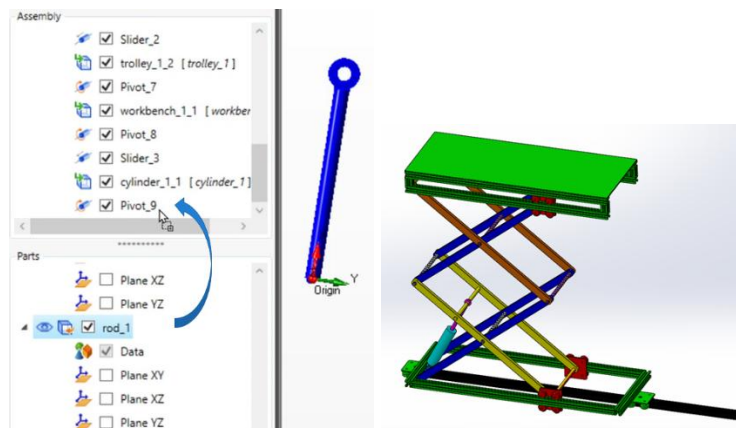 Assembly
Slider_2
trolley_1_2 [ trolley_1 ]
Pivot_7
workbench_1_1 [ workber
Pivot_8
Slider_3
cylinder_1_1 [ cylinder_1 ]
Pivot_9
Parts
Plane XZ
Plane YZ
rod_1
Data
Plane XY
Plane XZ
Plane YZ
Y
Origin